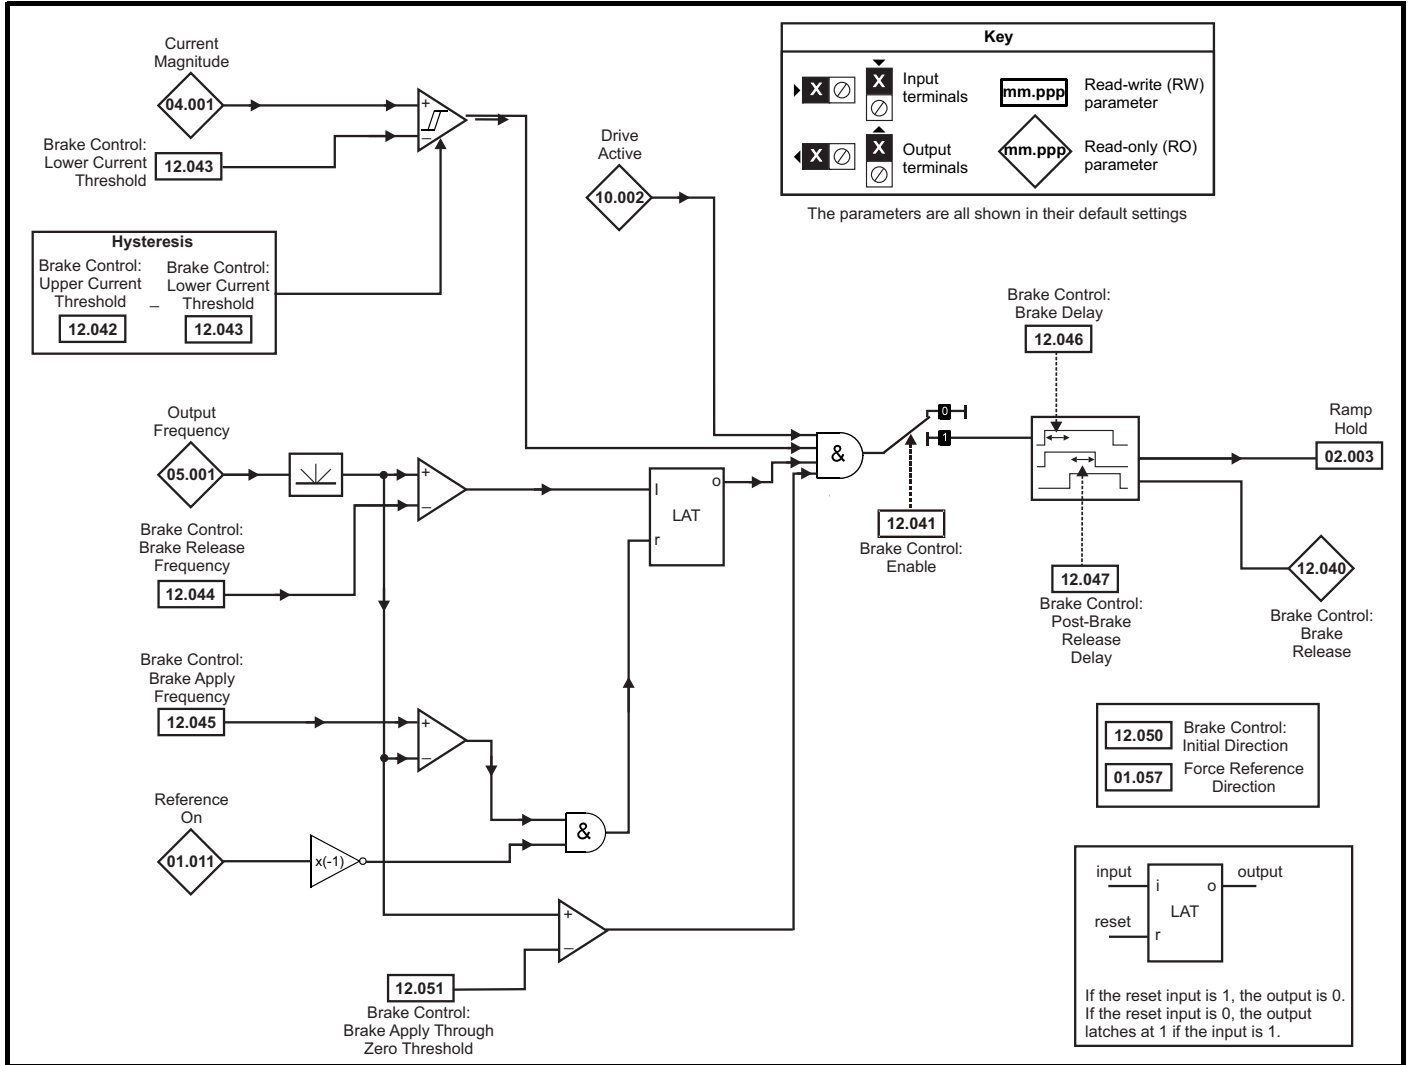 Current
Magnitude
04.001
+
–
Brake Control:
Lower Current
Threshold
12.043
Hysteresis
Brake Control:
Upper Current
Threshold
12.042
–
Brake Control:
Lower Current
Threshold
12.043
Drive
Active
10.002
Key
X
X
Input
terminals
mm.ppp
Read-write (RW)
parameter
X
X
Output
terminals
mm.ppp
Read-only (RO)
parameter
The parameters are all shown in their default settings
Output
Frequency
05.001
+
–
Brake Control:
Brake Release
Frequency
12.044
I
o
LAT
r
&
0
1
12.041
Brake Control:
Enable
Brake Control:
Brake Delay
12.046
12.047
Brake Control:
Post-Brake
Release
Delay
Ramp
Hold
02.003
12.040
Brake Control:
Brake
Release
Brake Control:
Brake Apply
Frequency
12.045
+
–
Reference
On
01.011
x(-1)
&
+
–
12.051
Brake Control:
Brake Apply Through
Zero Threshold
12.050
Brake Control:
Initial Direction
01.057
Force Reference
Direction
input
i
o
output
LAT
reset
r
If the reset input is 1, the output is 0.
If the reset input is 0, the output
latches at 1 if the input is 1.